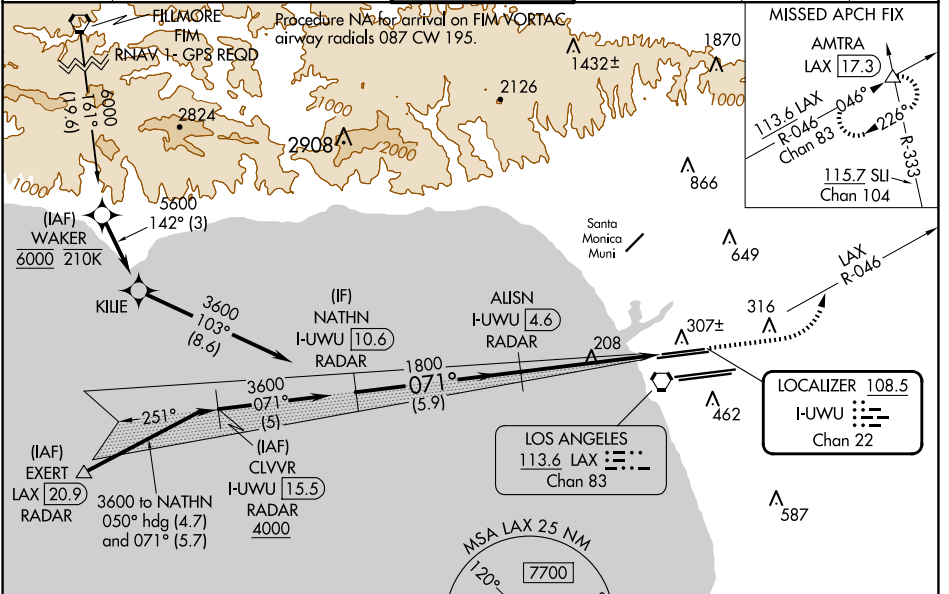 FILLMORE
FIM
RNAV 1- GPS REQD
Procedure NA for arrival on FIM VORTAC
airway radials 087 CW 195.
MISSED APCH FIX
AMTRA
LAX 17.3
113.6 LAX
R-046
Chan 83
046°
226°
R-333
115.7 SLI
Chan 104
6000
161°
(19.6)
1432±
1870
2126
2824
2908
1000
1000
2000
1000
866
649
5600
142° (3)
(IAF)
WAKER
6000 210K
KILIE
3600
103°
(8.6)
Santa
Monica
Muni
LAX
R-046
(IF)
NATHN
I-UWU 10.6
RADAR
ALISN
I-UWU 4.6
RADAR
208
307±
316
462
587
1800
071°
(5.9)
3600
071°
(5)
251°
(IAF)
EXERT
LAX 20.9
RADAR
3600 to NATHN
050° hdg (4.7)
and 071° (5.7)
(IAF)
CLVVR
I-UWU 15.5
RADAR
4000
LOS ANGELES
113.6 LAX
Chan 83
LOCALIZER 108.5
I-UWU
Chan 22
MSA LAX 25 NM
120°
7700